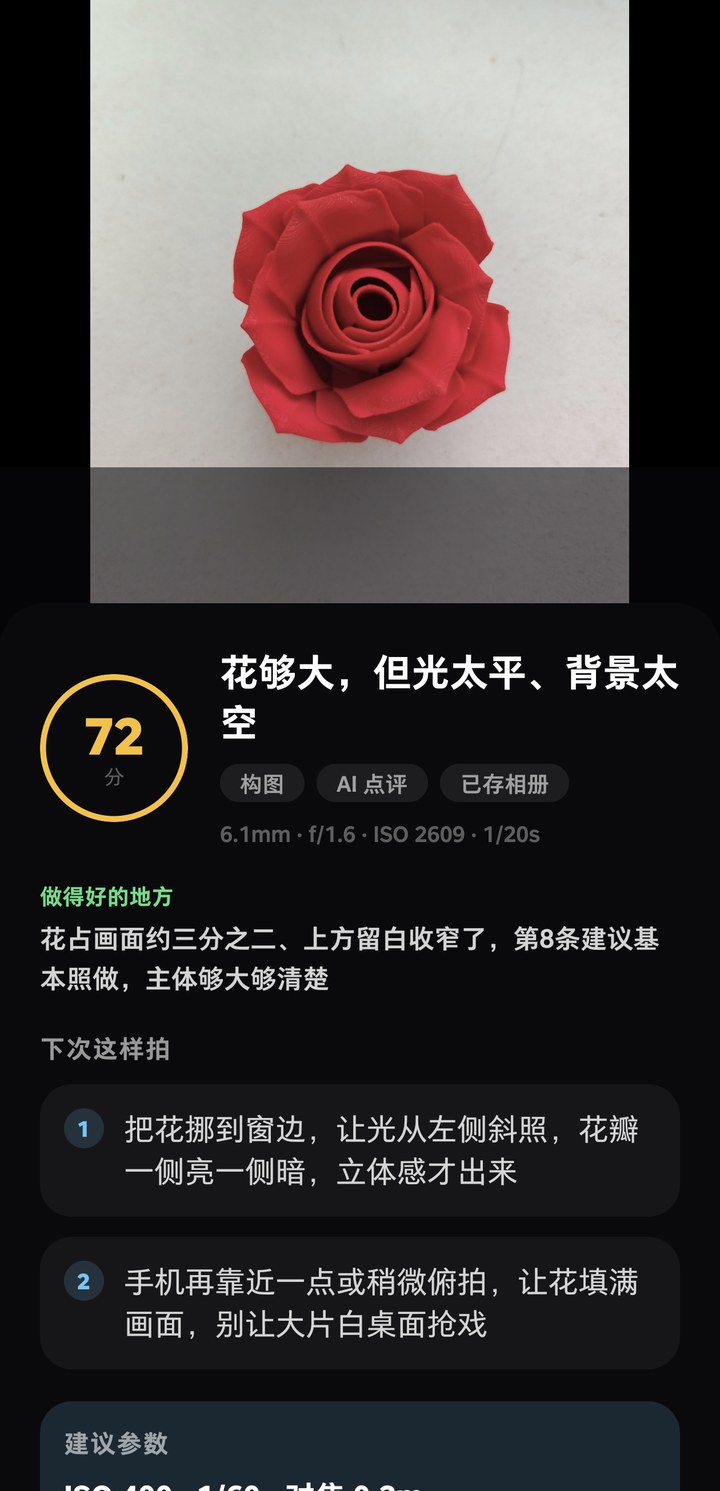 花够大，但光太平、背景太
空
72
分
构图
AI 点评
已存相册
6.1mm · f/1.6 · ISO 2609 · 1/20s
做得好的地方
花占画面约三分之二、上方留白收窄了，第8条建议基
本照做，主体够大够清楚
下次这样拍
1 把花挪到窗边，让光从左侧斜照，花瓣
一侧亮一侧暗，立体感才出来
2 手机再靠近一点或稍微俯拍，让花填满
画面，别让大片白桌面抢戏
建议参数